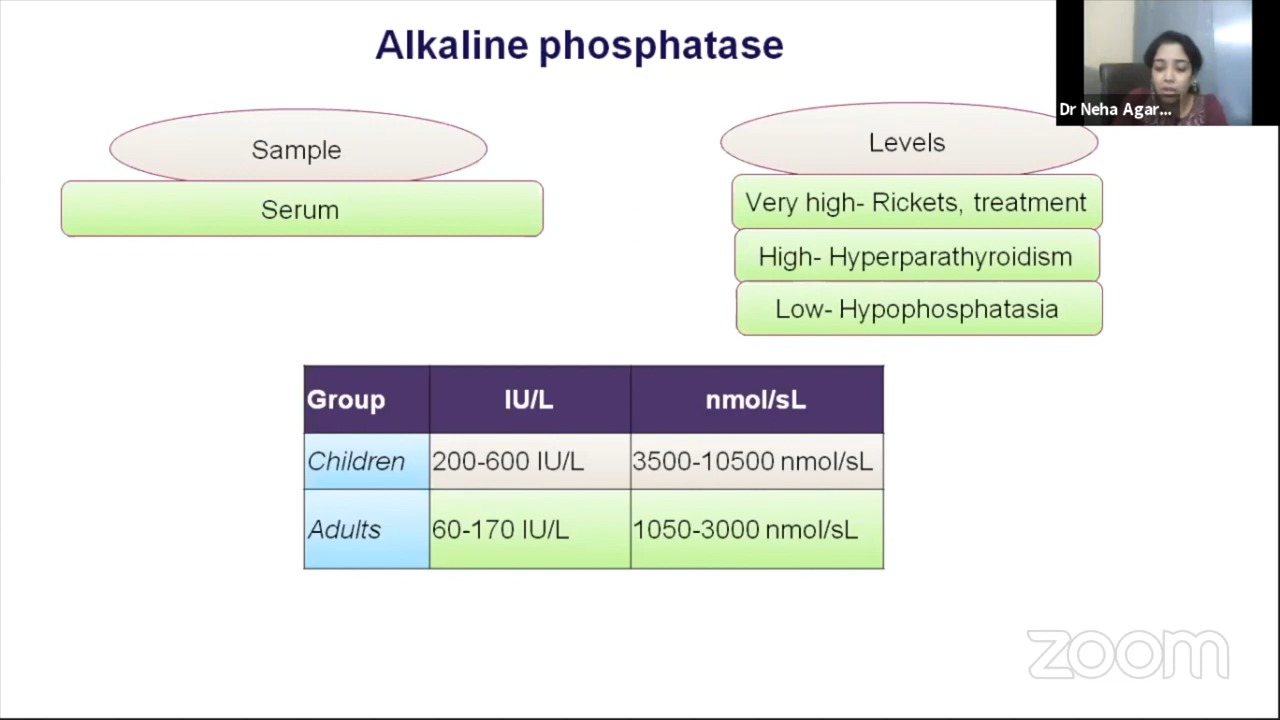 Alkaline phosphatase
Dr Neha Agar...
Sample
Serum
Levels
Very high- Rickets, treatment
High- Hyperparathyroidism
Low- Hypophosphatasia
Group IU/L nmol/sL
Children 200-600 IU/L 3500-10500 nmol/sL
Adults 60-170 IU/L 1050-3000 nmol/sL
zoom